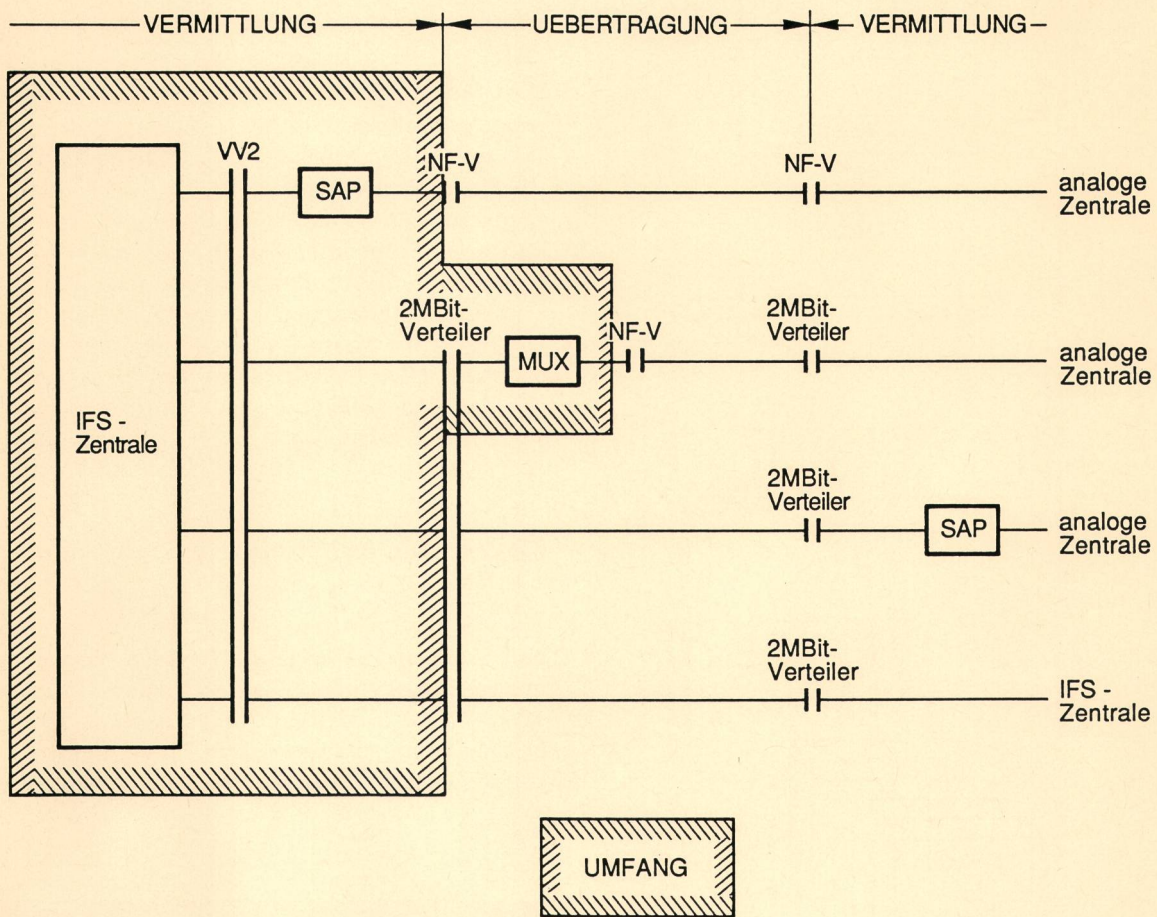 VERMITTLUNG UEBERTRAGUNG VERMITTLUNG
VV2
NF-V
NF-V
SAP
analoge
Zentrale
2MBit-
Verteiler
NF-V
2MBit-
Verteiler
MUX
analoge
Zentrale
IFS -
Zentrale
2MBit-
Verteiler
SAP
analoge
Zentrale
2MBit-
Verteiler
IFS -
Zentrale
UMFANG